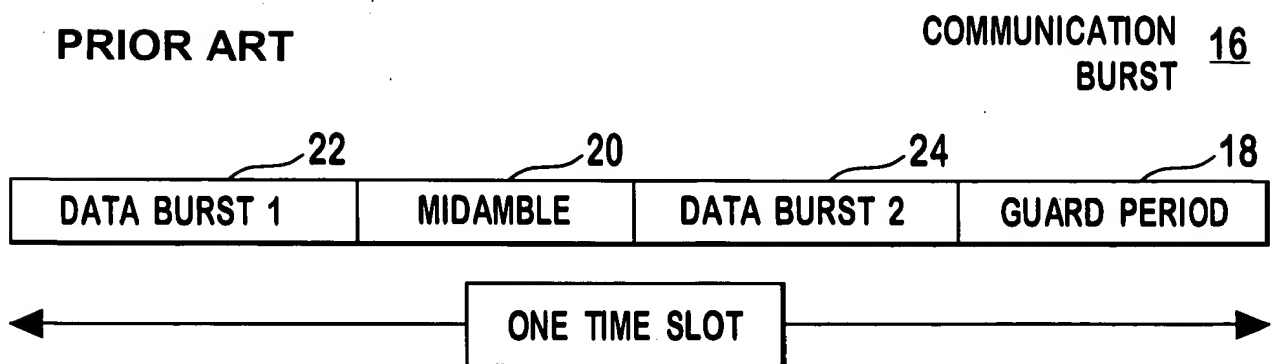 PRIOR ART
COMMUNICATION BURST 16
22 20 24 18
DATA BURST 1 MIDAMBLE DATA BURST 2 GUARD PERIOD
ONE TIME SLOT